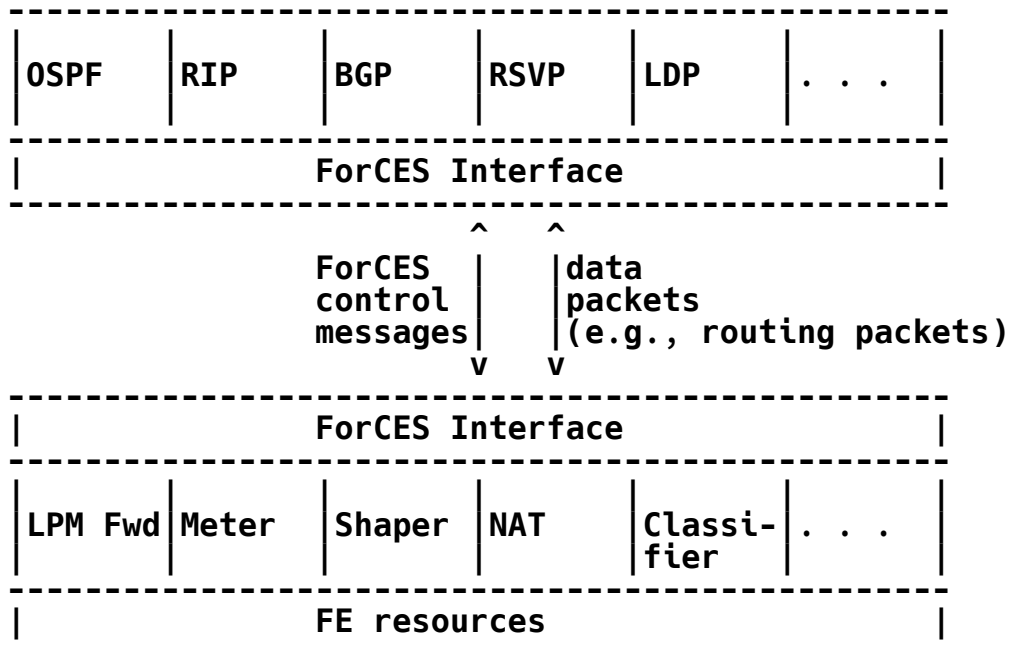 OSPF RIP BGP RSVP LDP . . .
ForCES Interface
ForCES data
control packets
messages (e.g., routing packets)
ForCES Interface
LPM Fwd Meter Shaper NAT Classi- . . .
fier
FE resources